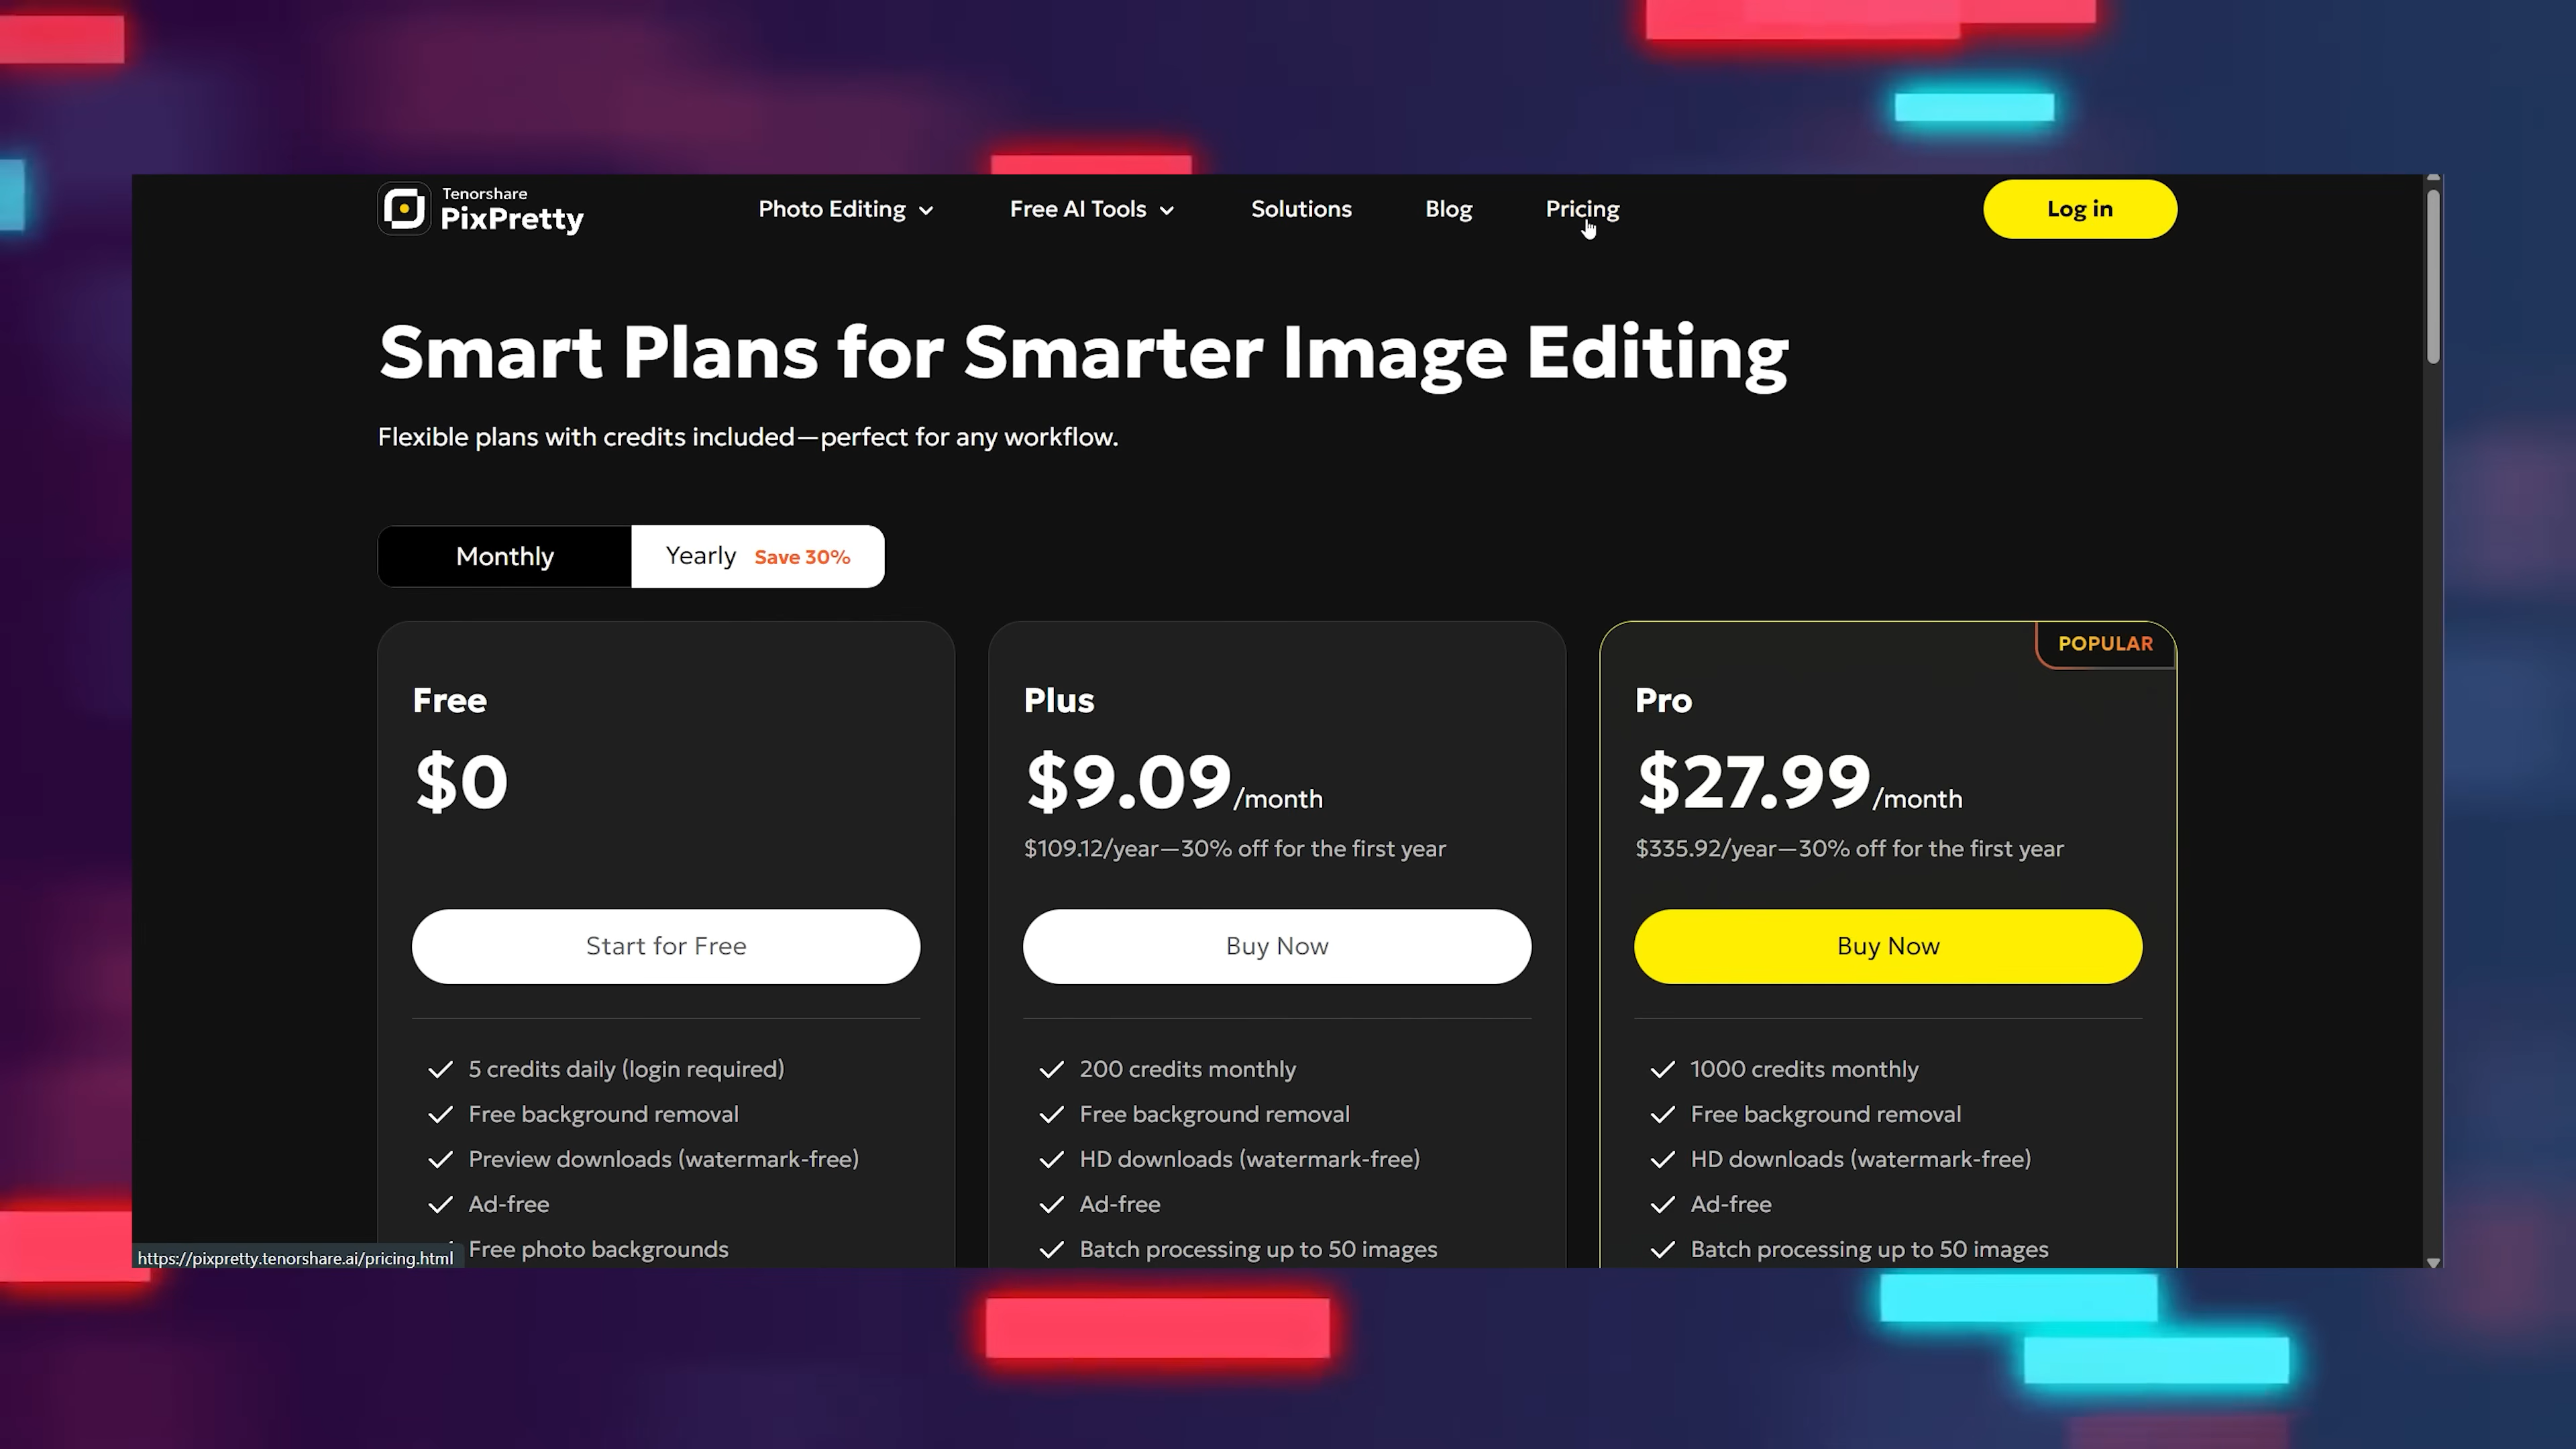 Tenorshare
PixPretty
Photo Editing
Free AI Tools
Solutions
Blog
Pricing
Log in
Smart Plans for Smarter Image Editing
Flexible plans with credits included—perfect for any workflow.
Monthly
Yearly Save 30%
Free
$0
Start for Free
5 credits daily (login required)
Free background removal
Preview downloads (watermark-free)
Ad-free
Free photo backgrounds
Plus
$9.09/month
$109.12/year—30% off for the first year
Buy Now
200 credits monthly
Free background removal
HD downloads (watermark-free)
Ad-free
Batch processing up to 50 images
POPULAR
Pro
$27.99/month
$335.92/year—30% off for the first year
Buy Now
1000 credits monthly
Free background removal
HD downloads (watermark-free)
Ad-free
Batch processing up to 50 images
https://pixpretty.tenorshare.ai/pricing.html